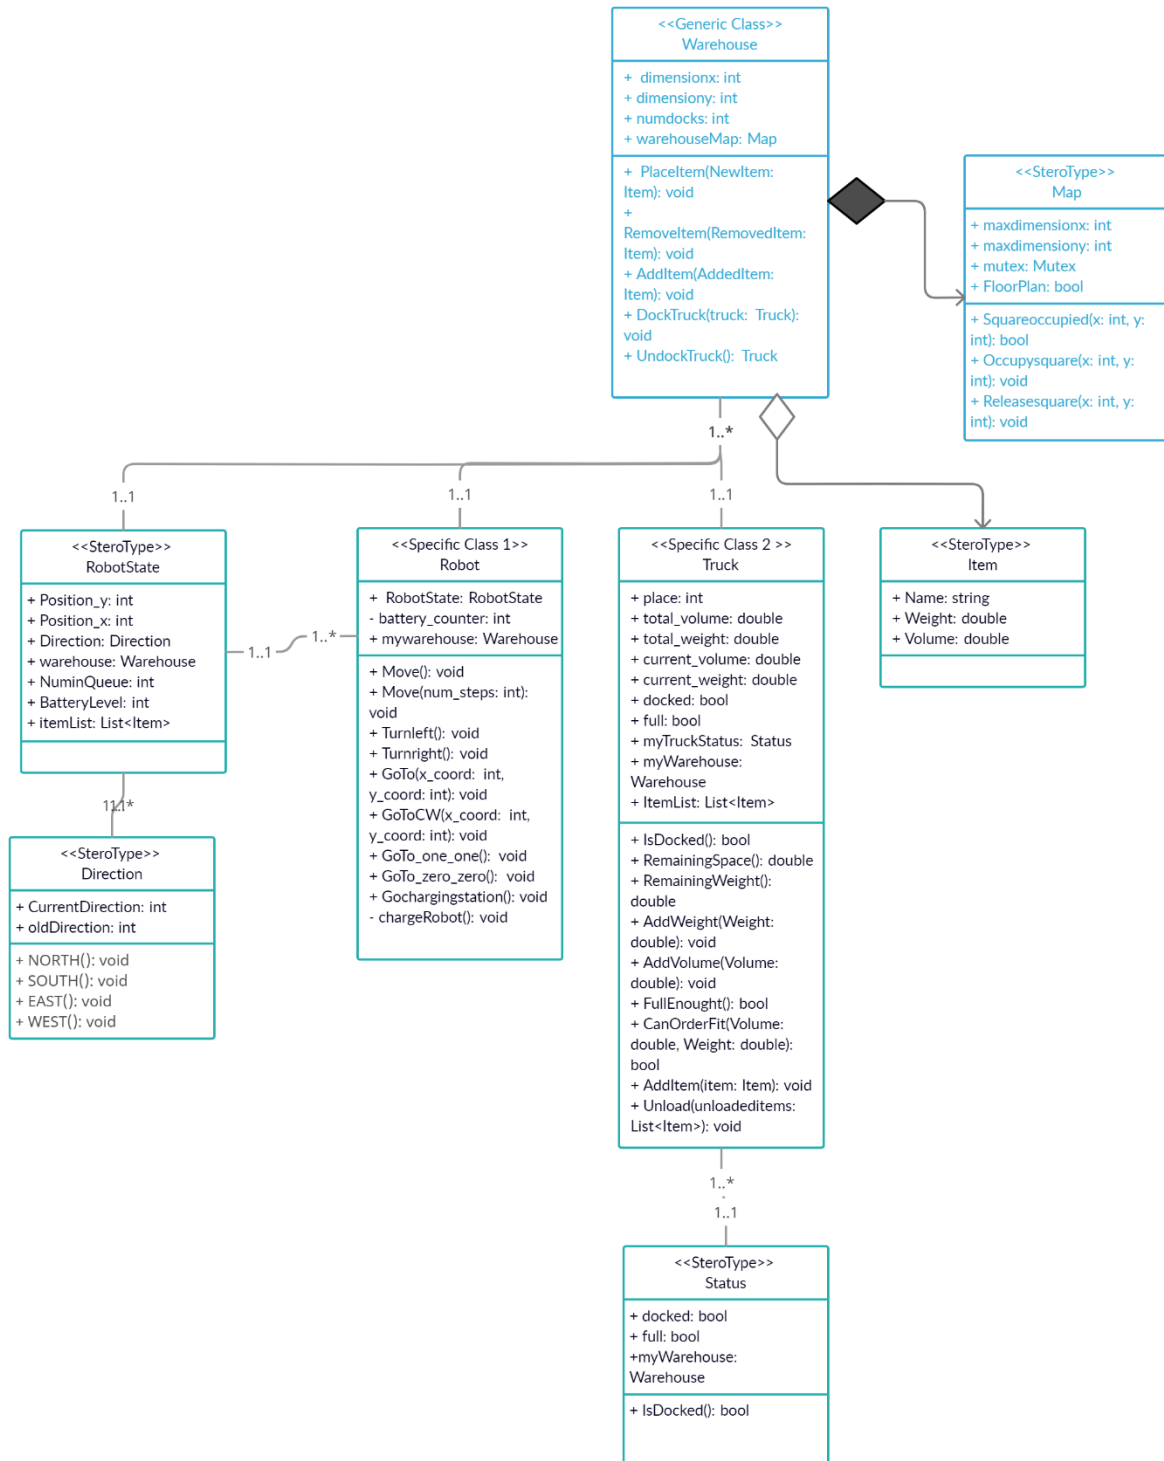 <<Generic Class>>
Warehouse
+ dimensionx: int
+ dimensiony: int
+ numdocks: int
+ warehouseMap: Map
+ PlaceItem(NewItem:
Item): void
+
RemoveItem(RemovedItem:
Item): void
+ AddItem(AddedItem:
Item): void
+ DockTruck(truck: Truck):
void
+ UndockTruck(): Truck
<<SteroType>>
Map
+ maxdimensionx: int
+ maxdimensiony: int
+ mutex: Mutex
+ FloorPlan: bool
+ Squareoccupied(x: int, y:
int): bool
+ Occupysquare(x: int, y:
int): void
+ Releasesquare(x: int, y:
int): void
1..*
1..1
1..1
1..1
<<SteroType>>
RobotState
+ Position_y: int
+ Position_x: int
+ Direction: Direction
+ warehouse: Warehouse
+ NuminQueue: int
+ BatteryLevel: int
+ itemList: List<Item>
1..1
1..*
<<Specific Class 1>>
Robot
+ RobotState: RobotState
- battery_counter: int
+ mywarehouse: Warehouse
+ Move(): void
+ Move(num_steps: int):
void
+ Turnleft(): void
+ Turnright(): void
+ GoTo(x_coord: int,
y_coord: int): void
+ GoToCW(x_coord: int,
y_coord: int): void
+ GoTo_one_one(): void
+ GoTo_zero_zero(): void
+ Gochargingstation(): void
- chargeRobot(): void
<<Specific Class 2 >>
Truck
+ place: int
+ total_volume: double
+ total_weight: double
+ current_volume: double
+ current_weight: double
+ docked: bool
+ full: bool
+ myTruckStatus: Status
+ myWarehouse:
Warehouse
+ ItemList: List<Item>
+ IsDocked(): bool
+ RemainingSpace(): double
+ RemainingWeight():
double
+ AddWeight(Weight:
double): void
+ AddVolume(Volume:
double): void
+ FullEnought(): bool
+ CanOrderFit(Volume:
double, Weight: double):
bool
+ AddItem(item: Item): void
+ Unload(unloadeditems:
List<Item>): void
<<SteroType>>
Item
+ Name: string
+ Weight: double
+ Volume: double
<<SteroType>>
Direction
+ CurrentDirection: int
+ oldDirection: int
+ NORTH(): void
+ SOUTH(): void
+ EAST(): void
+ WEST(): void
1..*
1..1
<<SteroType>>
Status
+ docked: bool
+ full: bool
+myWarehouse:
Warehouse
+ IsDocked(): bool